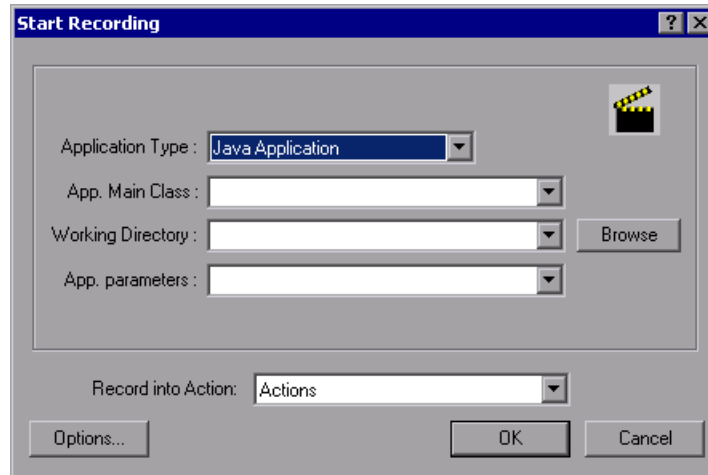 Start Recording
Application Type : Java Application
App. Main Class :
Working Directory : Browse
App. parameters :
Record into Action: Actions
Options... OK Cancel